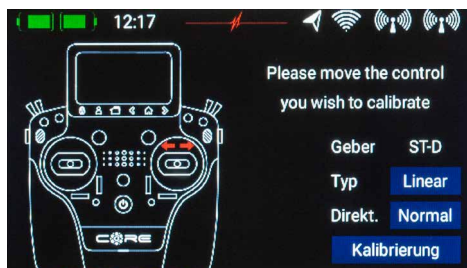 12:17
Please move the control
you wish to calibrate
Geber ST-D
Typ Linear
Direkt. Normal
Kalibrierung
CORE